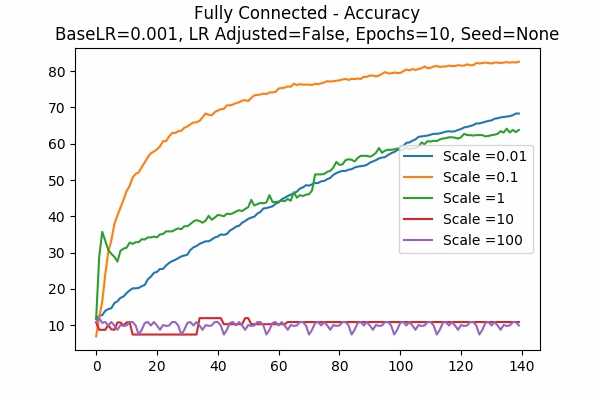 Fully Connected - Accuracy
BaseLR=0.001, LR Adjusted=False, Epochs=10, Seed=None
80
70
60
50
40
30
20
10
Scale =0.01
Scale =0.1
Scale =1
Scale =10
Scale =100
0 20 40 60 80 100 120 140